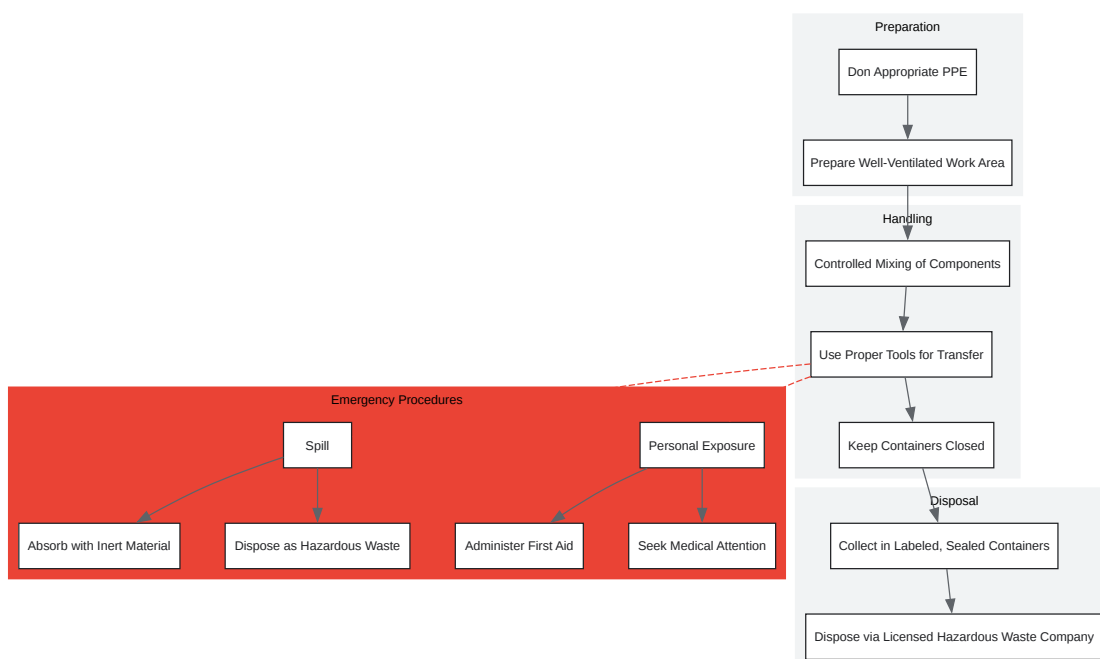 Preparation
Don Appropriate PPE
Prepare Well-Ventilated Work Area
Handling
Controlled Mixing of Components
Use Proper Tools for Transfer
Keep Containers Closed
Emergency Procedures
Spill
Personal Exposure
Absorb with Inert Material
Dispose as Hazardous Waste
Administer First Aid
Seek Medical Attention
Disposal
Collect in Labeled, Sealed Containers
Dispose via Licensed Hazardous Waste Company